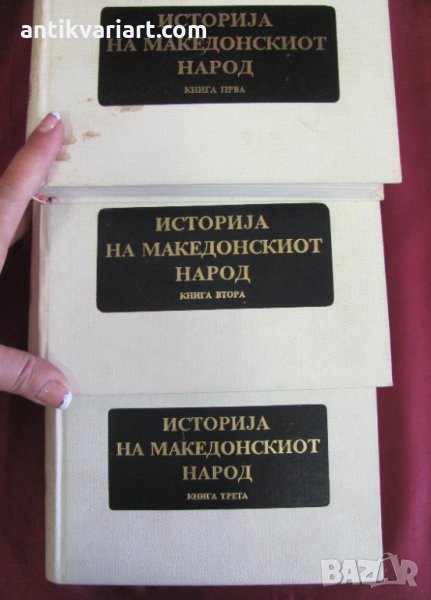 antikvariart.com
ИСТОРИЈА
НА МАКЕДОНСКИОТ
НАРОД
КНИГА ПРВА
ИСТОРИЈА
НА МАКЕДОНСКИОТ
НАРОД
КНИГА ВТОРА
ИСТОРИЈА
НА МАКЕДОНСКИОТ
НАРОД
КНИГА ТРЕТА
BAZAR